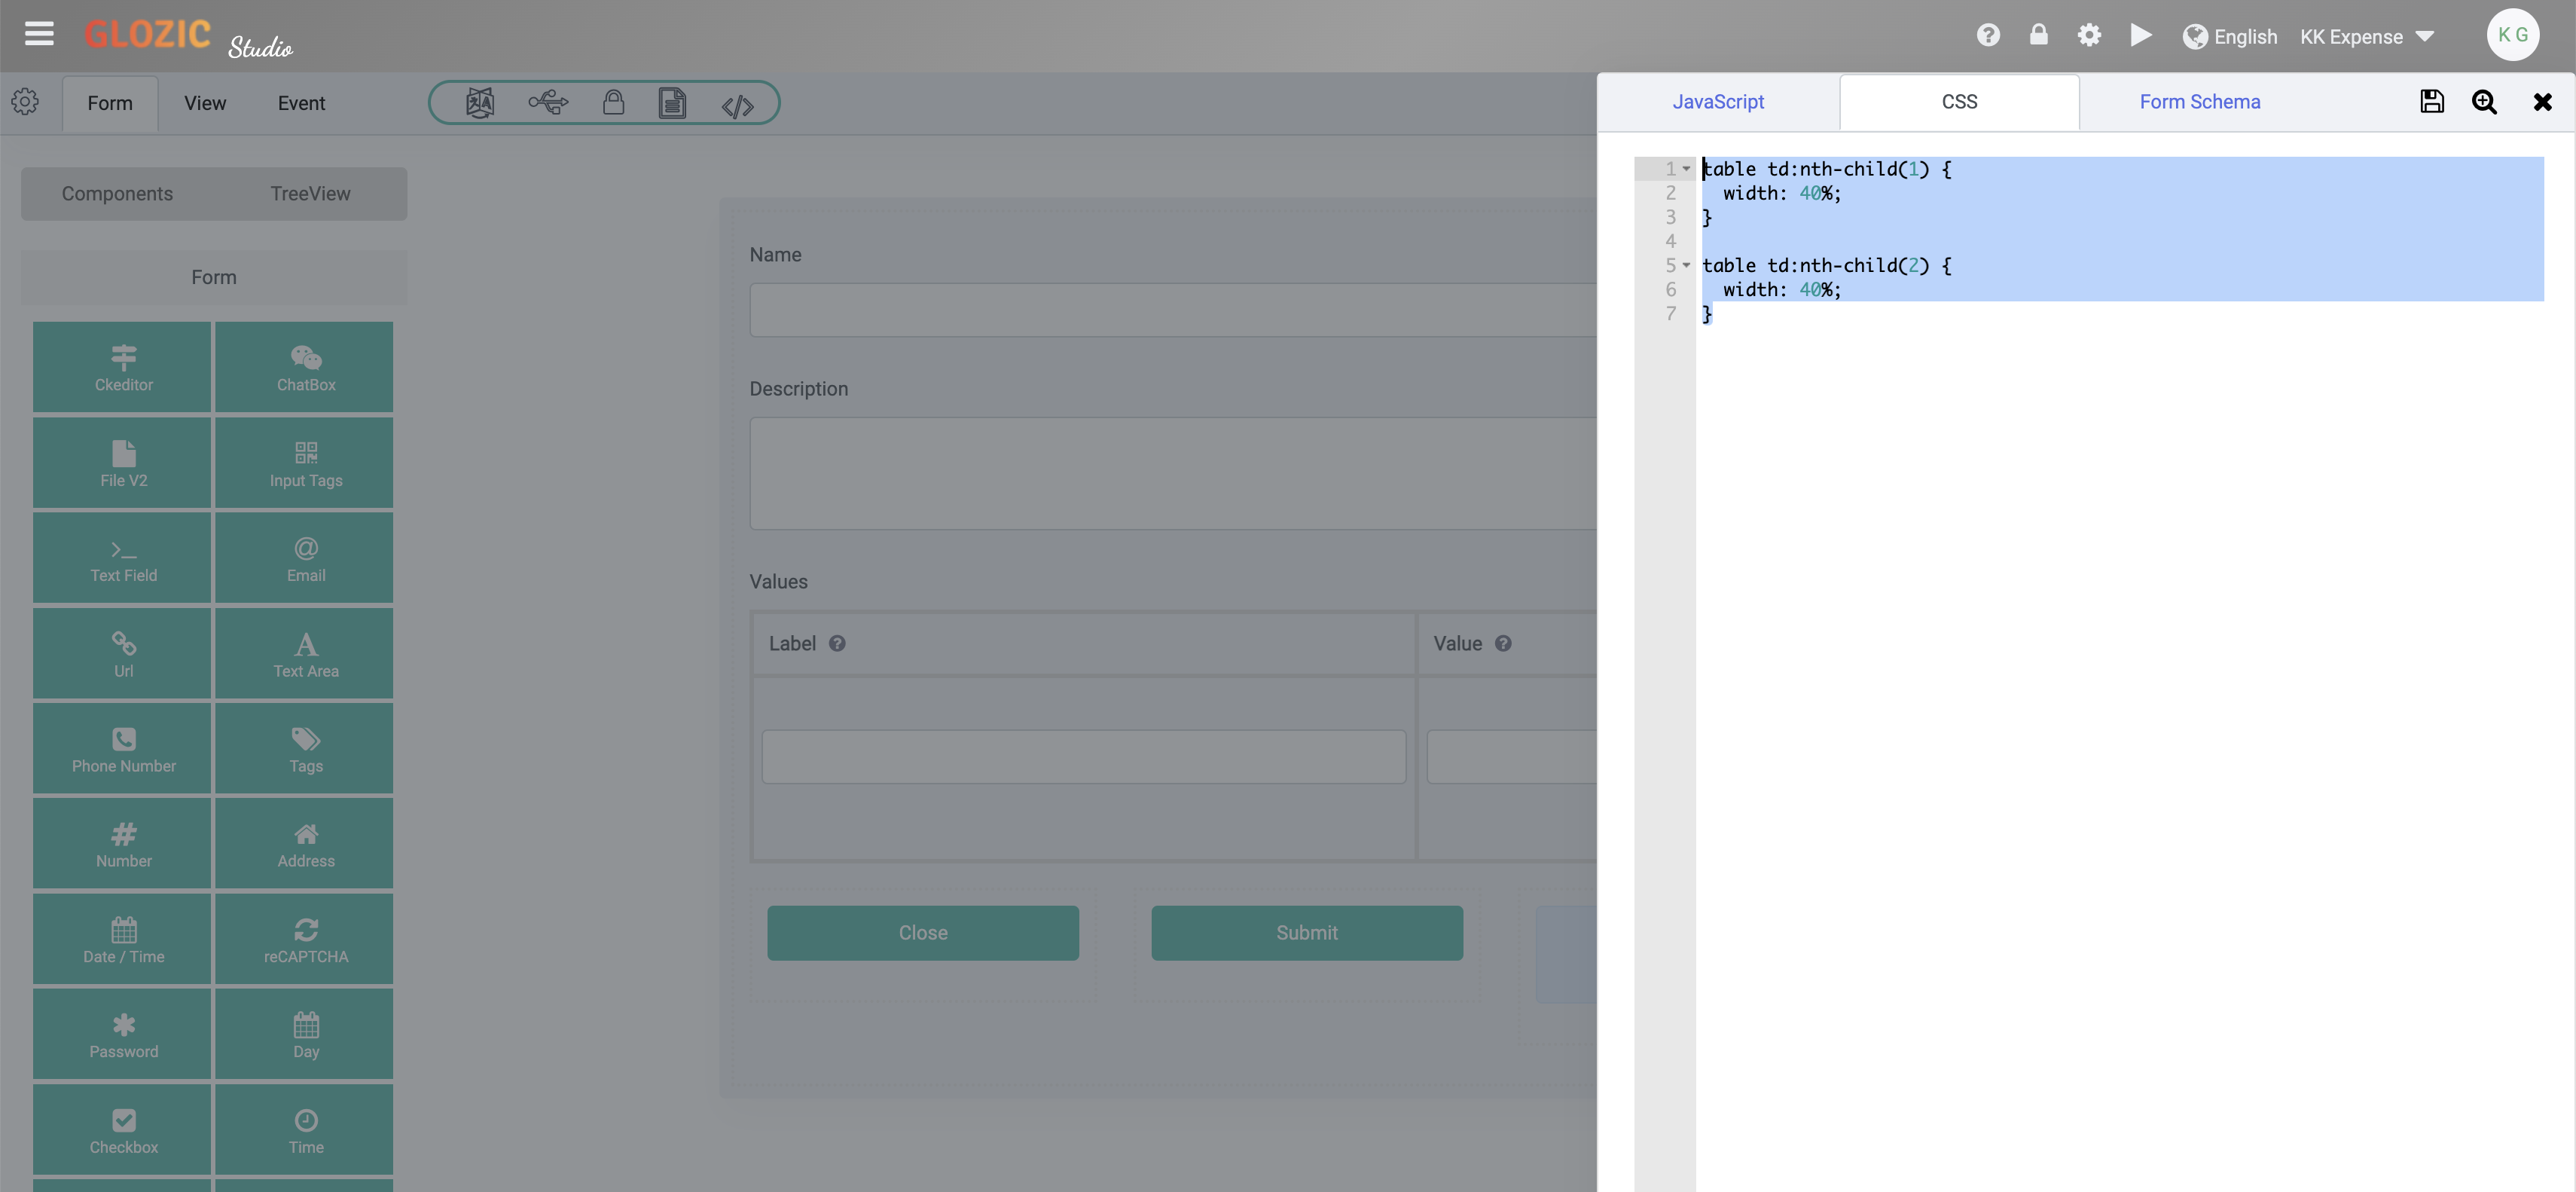 GLOZIC Studio
English
KK Expense
K G
Form
View
Event
JavaScript
CSS
Form Schema
Components
TreeView
Form
Ckeditor
ChatBox
File V2
Input Tags
>_
Text Field
@
Email
Url
A
Text Area
Phone Number
Tags
#
Number
Address
Date / Time
reCAPTCHA
*
Password
Day
Checkbox
Time
Name
Description
Values
Label ?
Value ?
Close
Submit
1 table td:nth-child(1) {
2 width: 40%;
3 }
4
5 table td:nth-child(2) {
6 width: 40%;
7 }